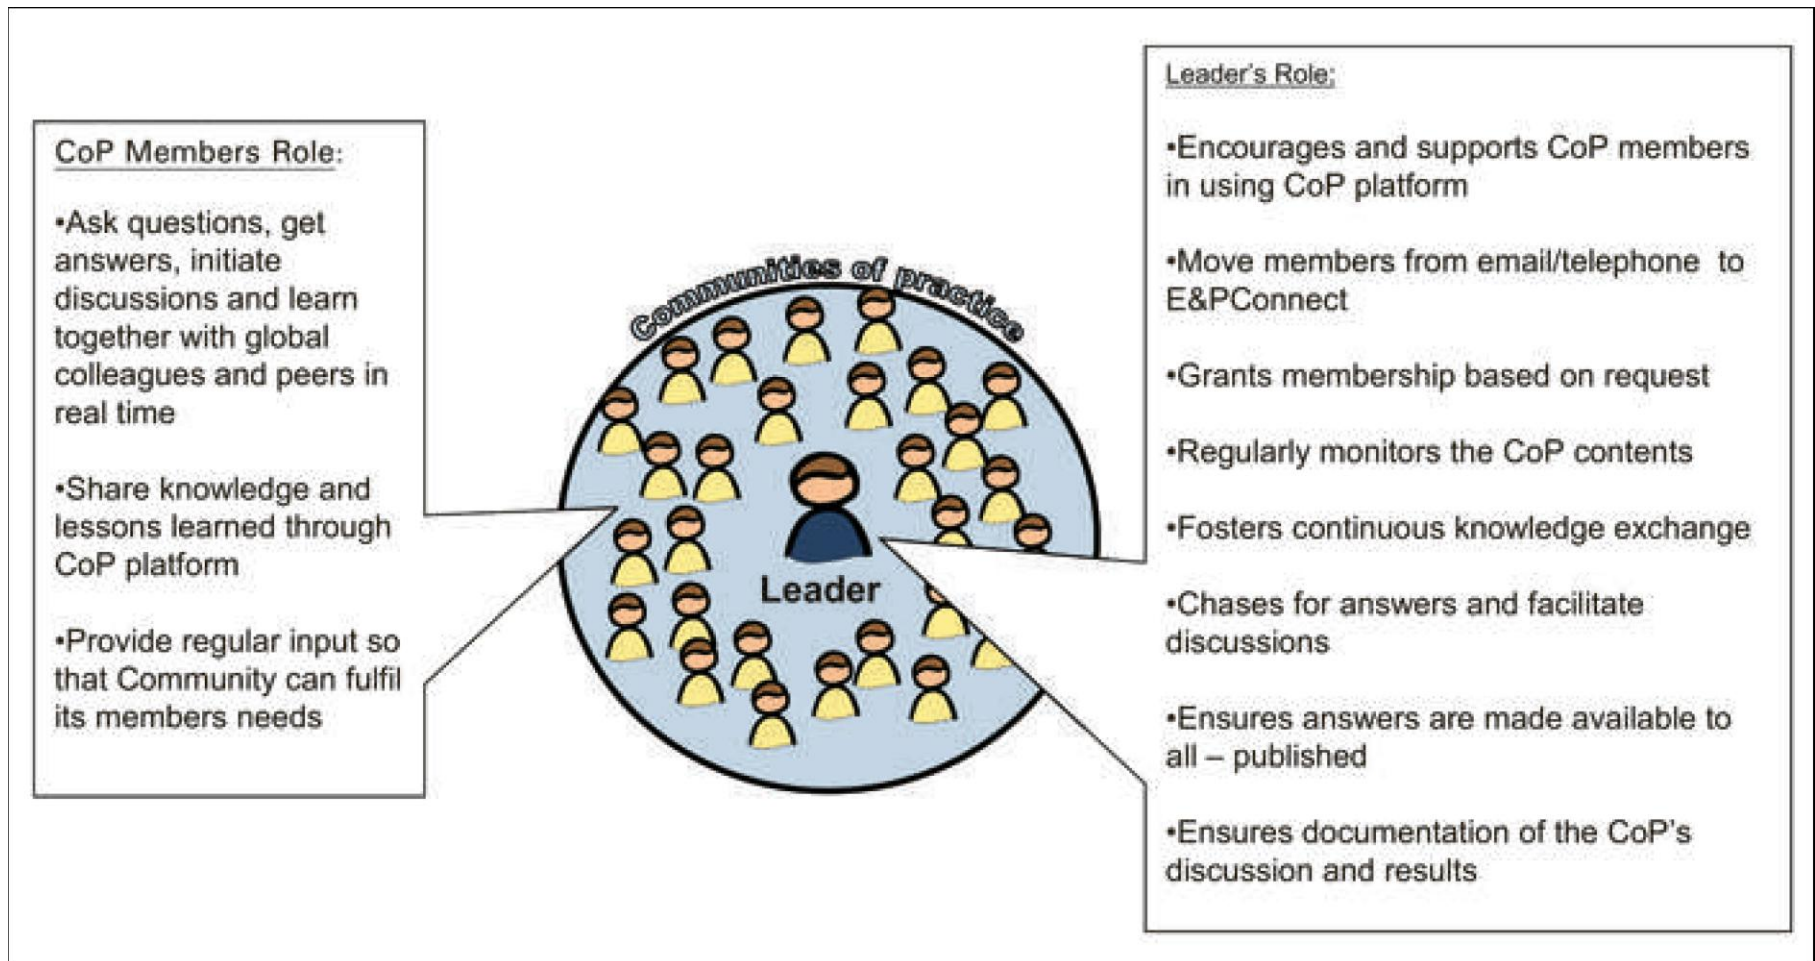 CoP Members Role:
•Ask questions, get
answers, initiate
discussions and learn
together with global
colleagues and peers in
real time
•Share knowledge and
lessons learned through
CoP platform
•Provide regular input so
that Community can fulfil
its members needs
Communities of practice
Leader
Leader's Role:
•Encourages and supports CoP members
in using CoP platform
•Move members from email/telephone to
E&PConnect
•Grants membership based on request
•Regularly monitors the CoP contents
•Fosters continuous knowledge exchange
•Chases for answers and facilitate
discussions
•Ensures answers are made available to
all – published
•Ensures documentation of the CoP's
discussion and results